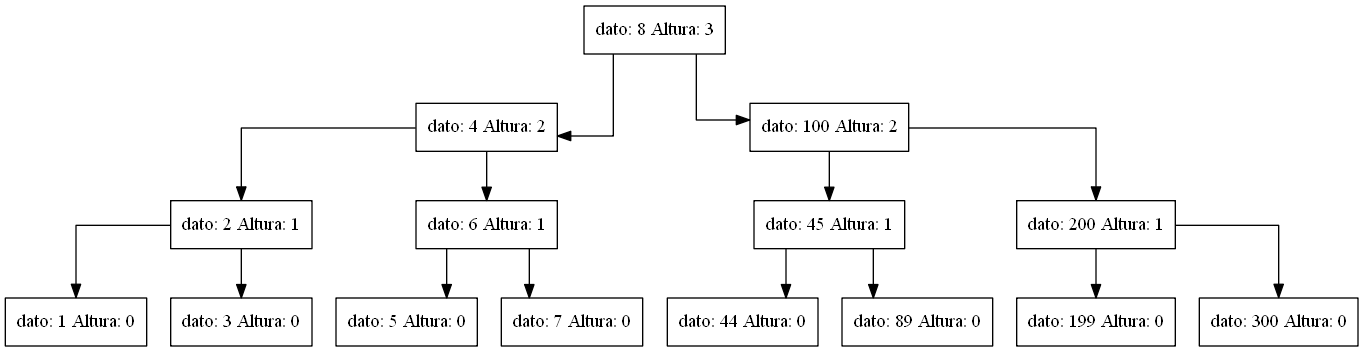 dato: 8 Altura: 3
dato: 4 Altura: 2
dato: 100 Altura: 2
dato: 2 Altura: 1
dato: 6 Altura: 1
dato: 45 Altura: 1
dato: 200 Altura: 1
dato: 1 Altura: 0
dato: 3 Altura: 0
dato: 5 Altura: 0
dato: 7 Altura: 0
dato: 44 Altura: 0
dato: 89 Altura: 0
dato: 199 Altura: 0
dato: 300 Altura: 0